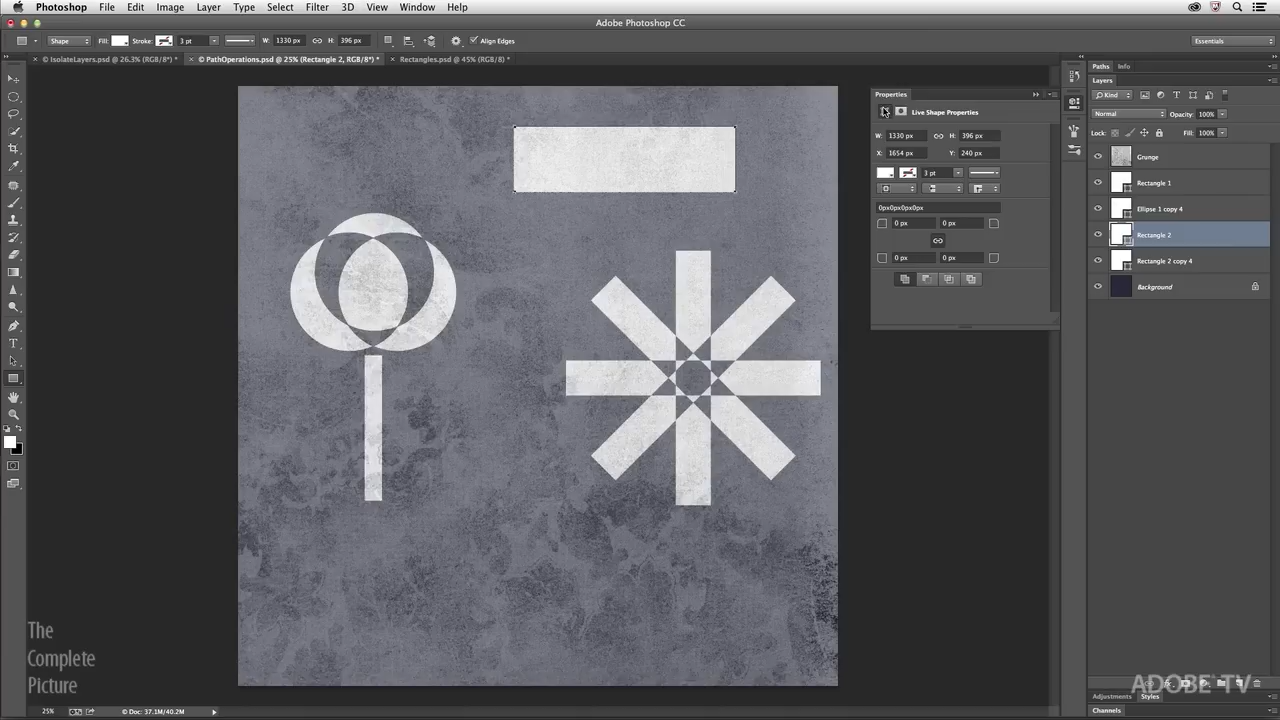 Photoshop File Edit Image Layer Type Select Filter 3D View Window Help
Adobe Photoshop CC
Shape Fill: Stroke: 3 pt W: 1330 px H: 396 px Align Edges Essentials
× © IsolateLayers.psd @ 26.3% (RGB/8*) * × © PathOperations.psd @ 25% (Rectangle 2, RGB/8*) * × Rectangles.psd @ 45% (RGB/8) *
Properties
Live Shape Properties
W: 1330 px H: 396 px
X: 1654 px Y: 240 px
3 pt
0px0px0px0px
0 px 0 px
0 px 0 px
Paths Info
Layers
Kind
Normal Opacity: 100%
Lock: Fill: 100%
Grunge
Rectangle 1
Ellipse 1 copy 4
Rectangle 2
Rectangle 2 copy 4
Background
The
Complete
Picture
ADOBE TV
Adjustments Styles
Channels
25% © Doc: 37.1M/40.2M